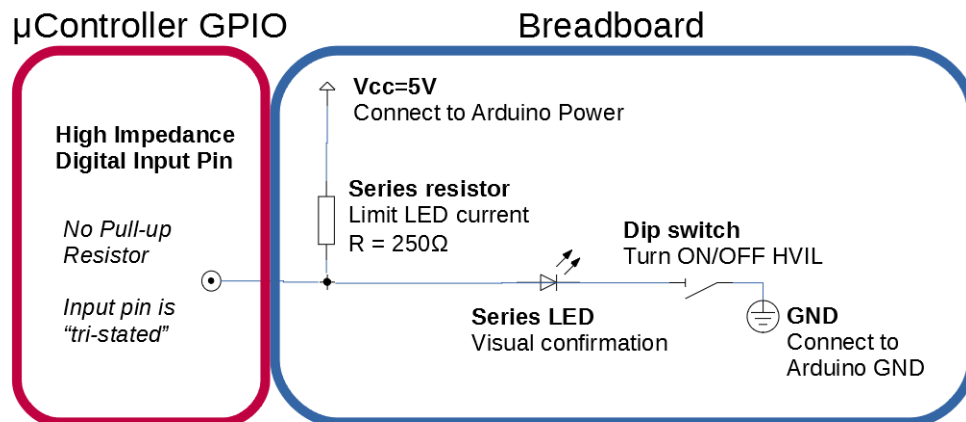 μController GPIO
Breadboard
Vcc=5V
Connect to Arduino Power
High Impedance
Digital Input Pin
No Pull-up
Resistor
Input pin is
“tri-stated”
Series resistor
Limit LED current
R = 250Ω
Dip switch
Turn ON/OFF HVIL
Series LED
Visual confirmation
GND
Connect to
Arduino GND